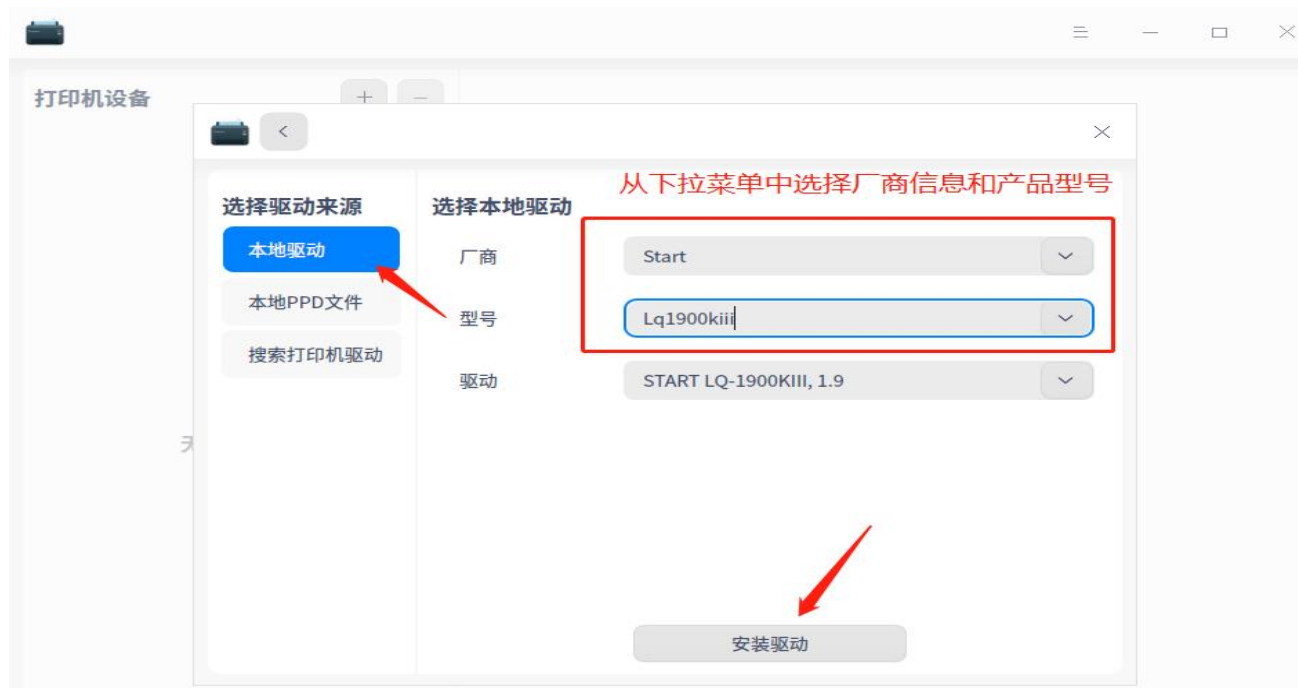 打印机设备
从下拉菜单中选择厂商信息和产品型号
选择驱动来源
选择本地驱动
本地驱动
厂商
Start
本地PPD文件
型号
Lq1900kiii
搜索打印机驱动
驱动
START LQ-1900KIII, 1.9
安装驱动